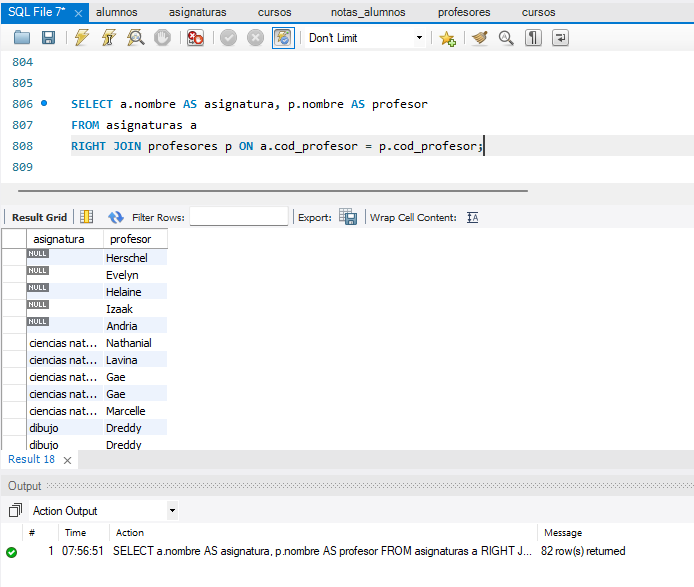 SQL File 7* alumnos asignaturas cursos notas_alumnos profesores cursos
Don't Limit
804
805
806 SELECT a.nombre AS asignatura, p.nombre AS profesor
807 FROM asignaturas a
808 RIGHT JOIN profesores p ON a.cod_profesor = p.cod_profesor;
809
Result Grid Filter Rows: Export: Wrap Cell Content:
asignatura profesor
NULL Herschel
NULL Evelyn
NULL Helaine
NULL Izaak
NULL Andria
ciencias nat... Nathanial
ciencias nat... Lavina
ciencias nat... Gae
ciencias nat... Gae
ciencias nat... Marcelle
dibujo Dreddy
dibujo Dreddy
Result 18
Output
Action Output
# Time Action Message
1 07:56:51 SELECT a.nombre AS asignatura, p.nombre AS profesor FROM asignaturas a RIGHT J... 82 row(s) returned